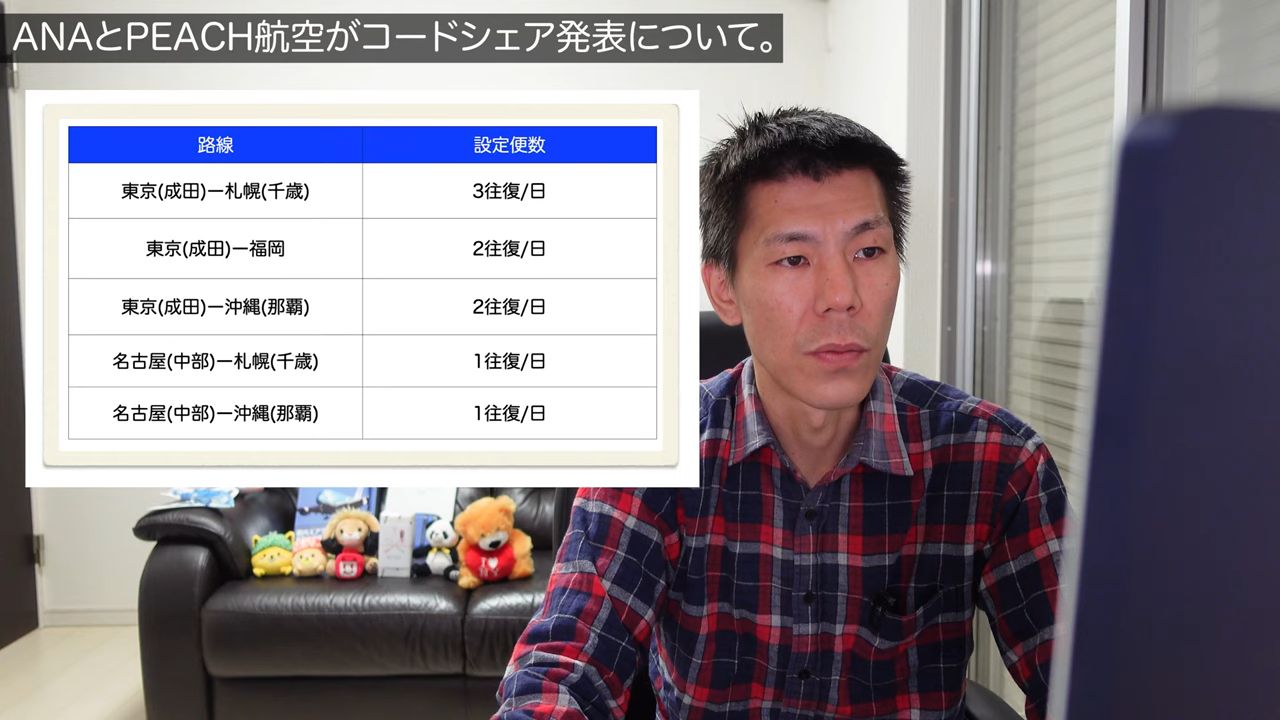 ANAとPEACH航空がコードシェア発表について。
路線 設定便数
東京(成田)ー札幌(千歳) 3往復/日
東京(成田)ー福岡 2往復/日
東京(成田)ー沖縄(那覇) 2往復/日
名古屋(中部)ー札幌(千歳) 1往復/日
名古屋(中部)ー沖縄(那覇) 1往復/日